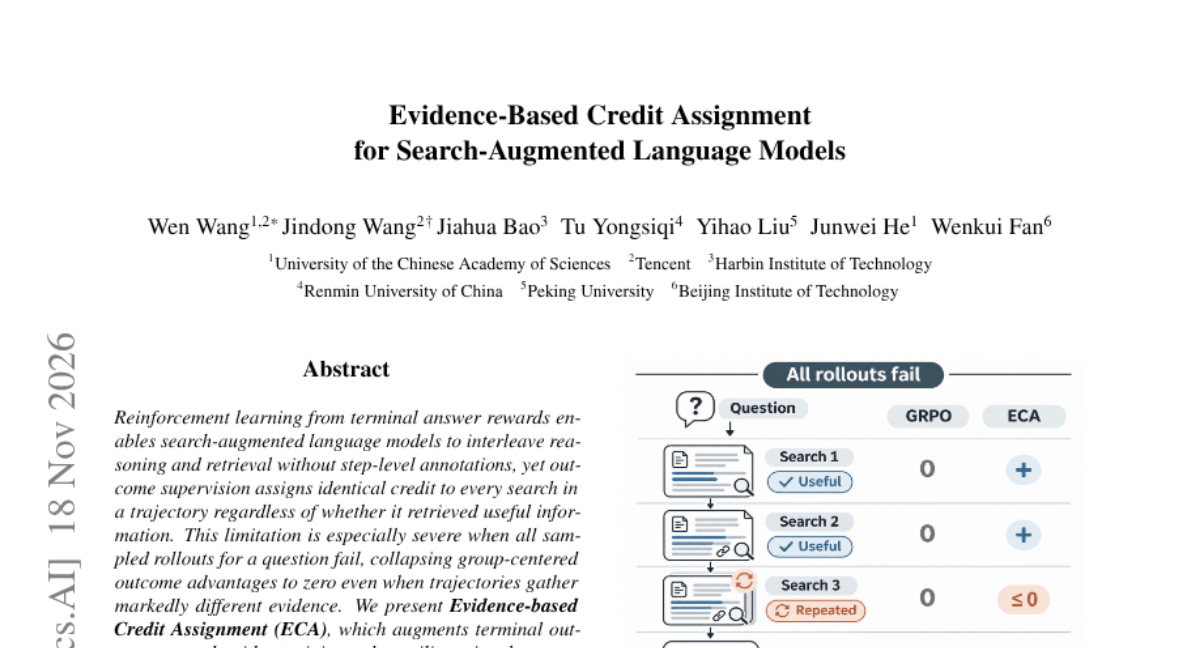 Evidence-Based Credit Assignment
for Search-Augmented Language Models
Wen Wang1,2* Jindong Wang2† Jiahua Bao3 Tu Yongsiqi4 Yihao Liu5 Junwei He1 Wenkui Fan6
1University of the Chinese Academy of Sciences 2Tencent 3Harbin Institute of Technology
4Renmin University of China 5Peking University 6Beijing Institute of Technology
cs.AI] 18 Nov 2026
Abstract
Reinforcement learning from terminal answer rewards en-
ables search-augmented language models to interleave rea-
soning and retrieval without step-level annotations, yet out-
come supervision assigns identical credit to every search in
a trajectory regardless of whether it retrieved useful infor-
mation. This limitation is especially severe when all sam-
pled rollouts for a question fail, collapsing group-centered
outcome advantages to zero even when trajectories gather
markedly different evidence. We present Evidence-based
Credit Assignment (ECA), which augments terminal out-
All rollouts fail
? Question GRPO ECA
Search 1
Useful 0 +
Search 2
Useful 0 +
Search 3
Repeated 0 ≤ 0